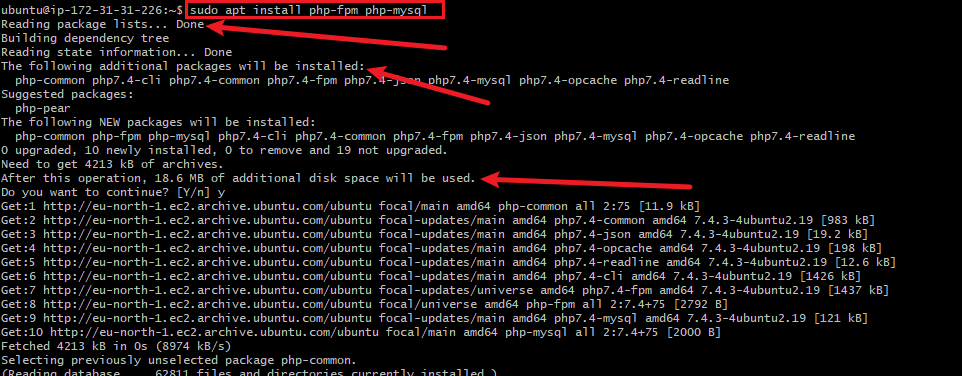 ubuntu@ip-172-31-31-226:~$ sudo apt install php-fpm php-mysql
Reading package lists... Done
Building dependency tree
Reading state information... Done
The following additional packages will be installed:
php-common php7.4-cli php7.4-common php7.4-fpm php7.4-json php7.4-mysql php7.4-opcache php7.4-readline
Suggested packages:
php-pear
The following NEW packages will be installed:
php-common php-fpm php-mysql php7.4-cli php7.4-common php7.4-fpm php7.4-json php7.4-mysql php7.4-opcache php7.4-readline
0 upgraded, 10 newly installed, 0 to remove and 19 not upgraded.
Need to get 4213 kB of archives.
After this operation, 18.6 MB of additional disk space will be used.
Do you want to continue? [Y/n] y
Get:1 http://eu-north-1.ec2.archive.ubuntu.com/ubuntu focal/main amd64 php-common all 2:75 [11.9 kB]
Get:2 http://eu-north-1.ec2.archive.ubuntu.com/ubuntu focal-updates/main amd64 php7.4-common amd64 7.4.3-4ubuntu2.19 [983 kB]
Get:3 http://eu-north-1.ec2.archive.ubuntu.com/ubuntu focal-updates/main amd64 php7.4-json amd64 7.4.3-4ubuntu2.19 [19.2 kB]
Get:4 http://eu-north-1.ec2.archive.ubuntu.com/ubuntu focal-updates/main amd64 php7.4-opcache amd64 7.4.3-4ubuntu2.19 [198 kB]
Get:5 http://eu-north-1.ec2.archive.ubuntu.com/ubuntu focal-updates/main amd64 php7.4-readline amd64 7.4.3-4ubuntu2.19 [12.6 kB]
Get:6 http://eu-north-1.ec2.archive.ubuntu.com/ubuntu focal-updates/main amd64 php7.4-cli amd64 7.4.3-4ubuntu2.19 [1426 kB]
Get:7 http://eu-north-1.ec2.archive.ubuntu.com/ubuntu focal-updates/universe amd64 php7.4-fpm amd64 7.4.3-4ubuntu2.19 [1437 kB]
Get:8 http://eu-north-1.ec2.archive.ubuntu.com/ubuntu focal/universe amd64 php-fpm all 2:7.4+75 [2792 B]
Get:9 http://eu-north-1.ec2.archive.ubuntu.com/ubuntu focal-updates/main amd64 php7.4-mysql amd64 7.4.3-4ubuntu2.19 [121 kB]
Get:10 http://eu-north-1.ec2.archive.ubuntu.com/ubuntu focal/main amd64 php-mysql all 2:7.4+75 [2000 B]
Fetched 4213 kB in 0s (8974 kB/s)
Selecting previously unselected package php-common.
(Reading database ... 62811 files and directories currently installed.)